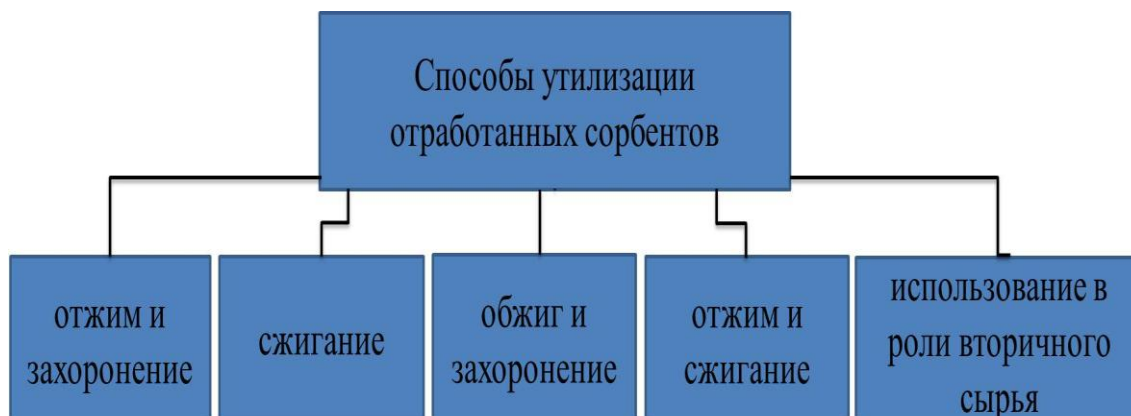 Способы утилизации
отработанных сорбентов
отжим и
захоронение
сжигание
обжиг и
захоронение
отжим и
сжигание
использование в
роли вторичного
сырья